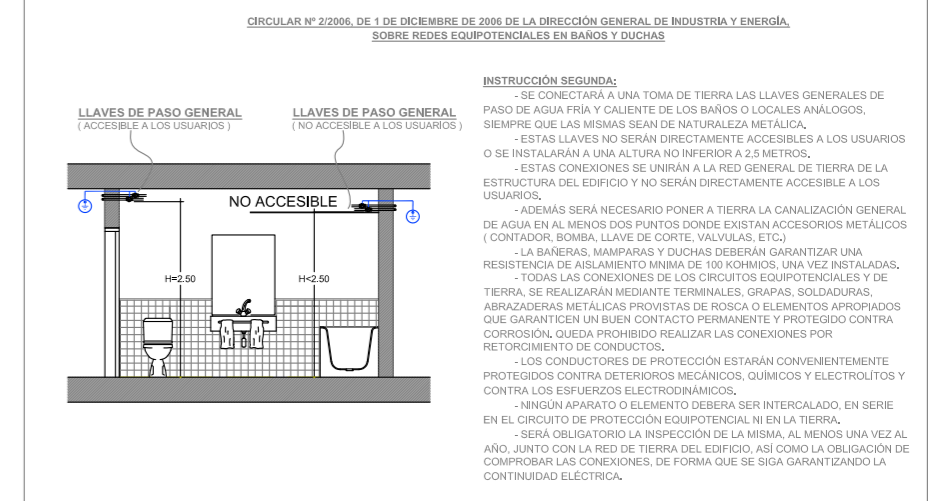 CIRCULAR Nº 2/2006, DE 1 DE DICIEMBRE DE 2006 DE LA DIRECCIÓN GENERAL DE INDUSTRIA Y ENERGÍA,
SOBRE REDES EQUIPOTENCIALES EN BAÑOS Y DUCHAS
LLAVES DE PASO GENERAL
( ACCESIBLE A LOS USUARIOS )
LLAVES DE PASO GENERAL
( NO ACCESIBLE A LOS USUARIOS )
NO ACCESIBLE
H=2.50
H<2.50
INSTRUCCIÓN SEGUNDA:
- SE CONECTARÁ A UNA TOMA DE TIERRA LAS LLAVES GENERALES DE
PASO DE AGUA FRÍA Y CALIENTE DE LOS BAÑOS O LOCALES ANÁLOGOS,
SIEMPRE QUE LAS MISMAS SEAN DE NATURALEZA METÁLICA.
- ESTAS LLAVES NO SERÁN DIRECTAMENTE ACCESIBLES A LOS USUARIOS
O SE INSTALARÁN A UNA ALTURA NO INFERIOR A 2,5 METROS.
- ESTAS CONEXIONES SE UNIRÁN A LA RED GENERAL DE TIERRA DE LA
ESTRUCTURA DEL EDIFICIO Y NO SERÁN DIRECTAMENTE ACCESIBLE A LOS
USUARIOS.
- ADEMÁS SERÁ NECESARIO PONER A TIERRA LA CANALIZACIÓN GENERAL
DE AGUA EN AL MENOS DOS PUNTOS DONDE EXISTAN ACCESORIOS METÁLICOS
( CONTADOR, BOMBA, LLAVE DE CORTE, VALVULAS, ETC.)
- LA BAÑERAS, MAMPARAS Y DUCHAS DEBERÁN GARANTIZAR UNA
RESISTENCIA DE AISLAMIENTO MNIMA DE 100 KOHMIOS, UNA VEZ INSTALADAS.
- TODAS LAS CONEXIONES DE LOS CIRCUITOS EQUIPOTENCIALES Y DE
TIERRA, SE REALIZARÁN MEDIANTE TERMINALES, GRAPAS, SOLDADURAS,
ABRAZADERAS METÁLICAS PROVISTAS DE ROSCA O ELEMENTOS APROPIADOS
QUE GARANTICEN UN BUEN CONTACTO PERMANENTE Y PROTEGIDO CONTRA
CORROSIÓN. QUEDA PROHIBIDO REALIZAR LAS CONEXIONES POR
RETORCIMIENTO DE CONDUCTOS.
- LOS CONDUCTORES DE PROTECCIÓN ESTARÁN CONVENIENTEMENTE
PROTEGIDOS CONTRA DETERIOROS MECÁNICOS, QUÍMICOS Y ELECTROLÍTOS Y
CONTRA LOS ESFUERZOS ELECTRODINÁMICOS.
- NINGÚN APARATO O ELEMENTO DEBERA SER INTERCALADO, EN SERIE
EN EL CIRCUITO DE PROTECCIÓN EQUIPOTENCIAL NI EN LA TIERRA.
- SERÁ OBLIGATORIO LA INSPECCIÓN DE LA MISMA, AL MENOS UNA VEZ AL
AÑO, JUNTO CON LA RED DE TIERRA DEL EDIFICIO, ASÍ COMO LA OBLIGACIÓN DE
COMPROBAR LAS CONEXIONES, DE FORMA QUE SE SIGA GARANTIZANDO LA
CONTINUIDAD ELÉCTRICA.